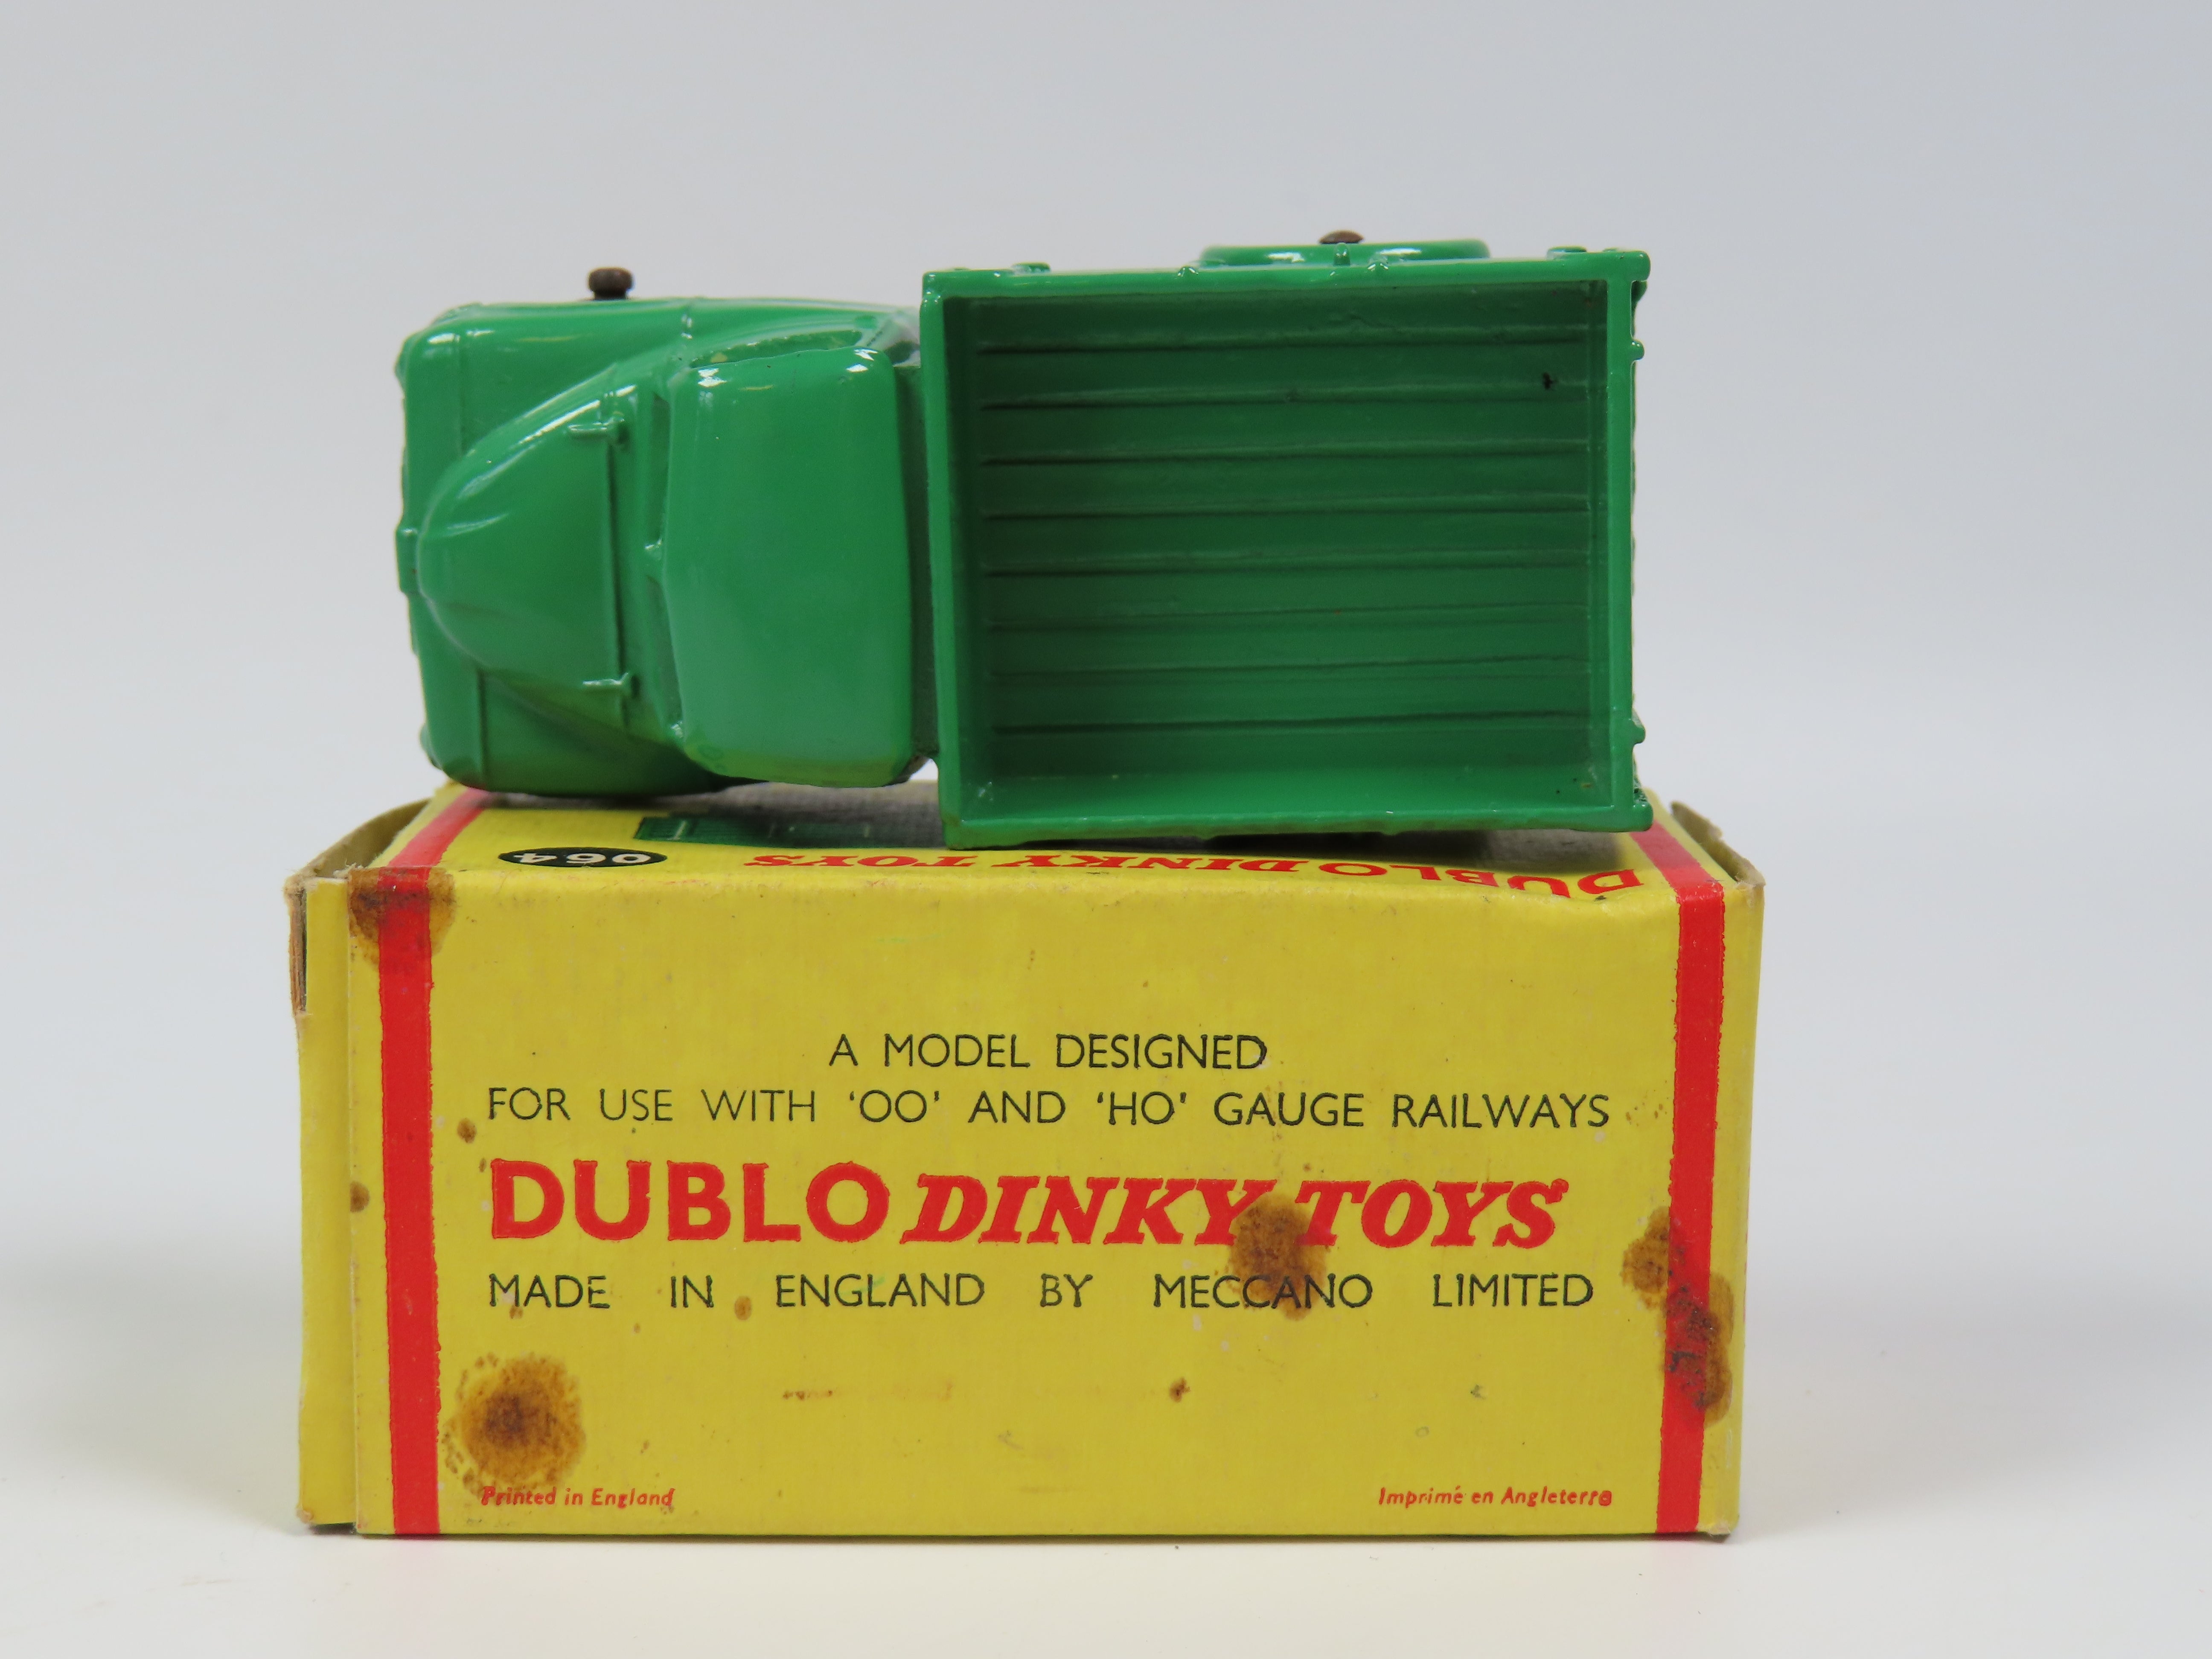 064 DUBLO DINKY TOYS
A MODEL DESIGNED
FOR USE WITH ‘OO’ AND ‘HO’ GAUGE RAILWAYS
DUBLO DINKY TOYS
MADE IN ENGLAND BY MECCANO LIMITED
Printed in England
Imprimé en Angleterre